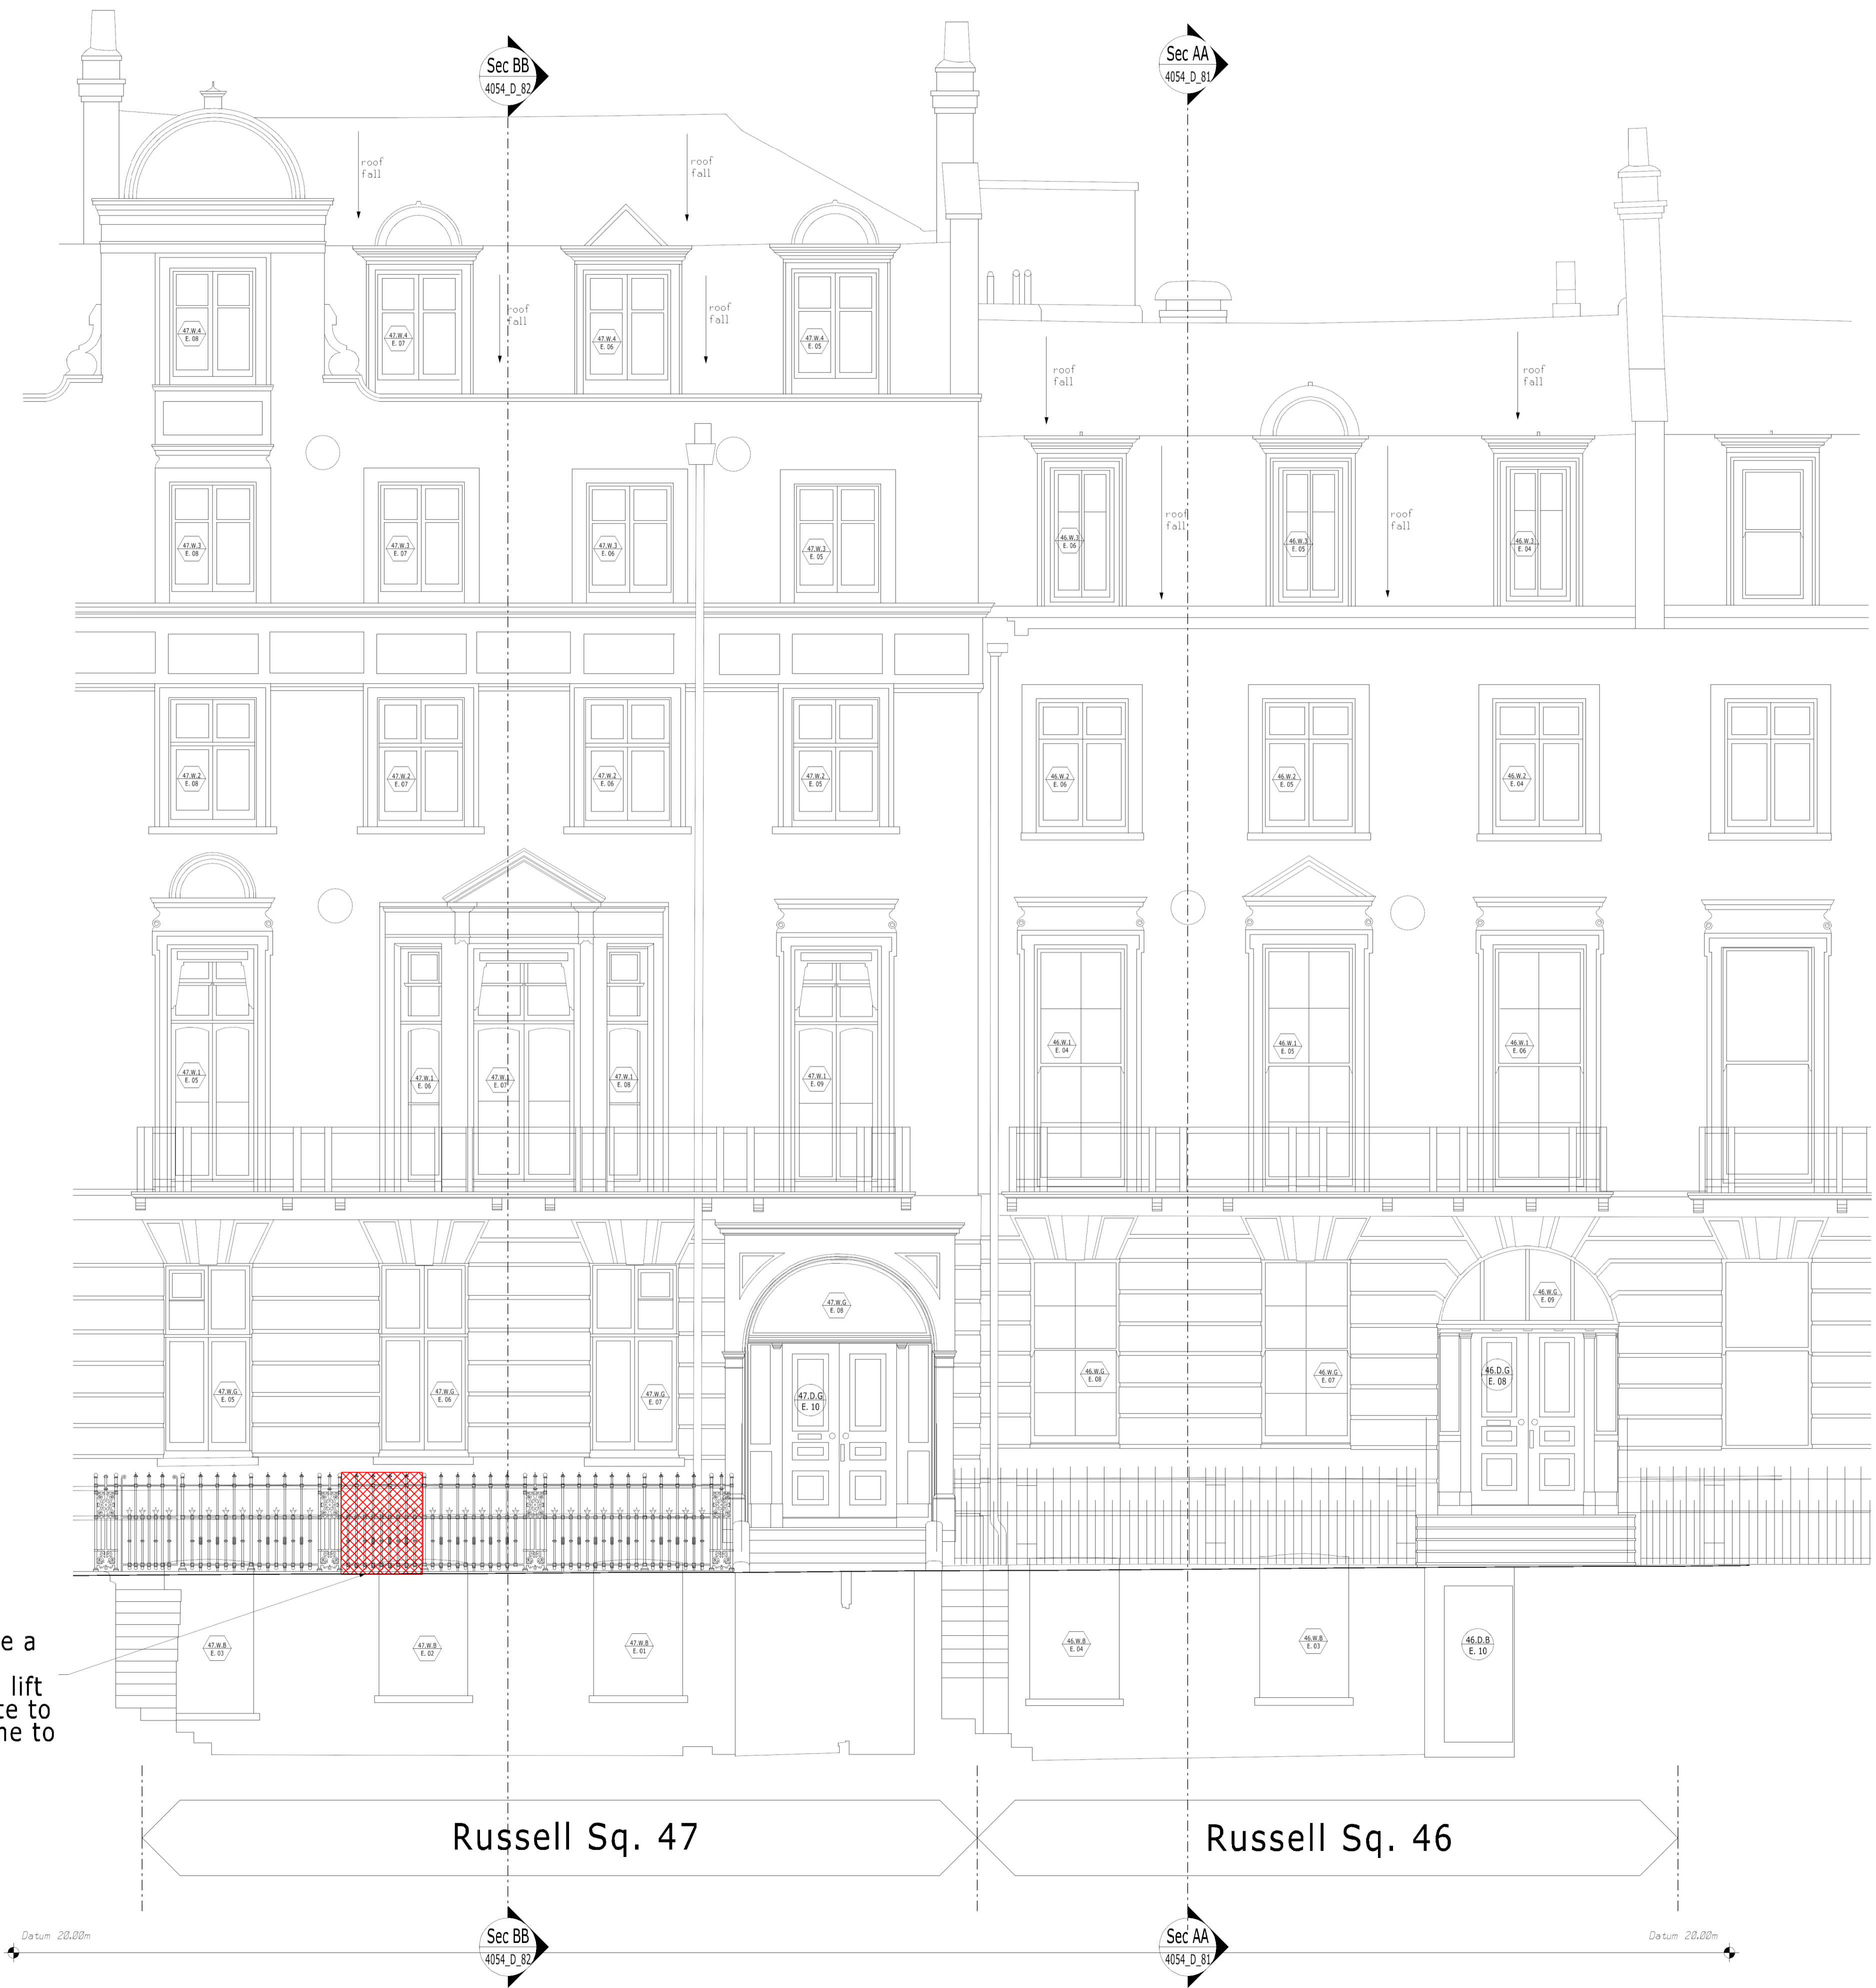 Sec BB
4054_D_82
Sec AA
4054_D_81
roof
fall
roof
fall
roof
fall
roof
fall
47.W.4
E. 08
47.W.4
E. 07
47.W.4
E. 06
47.W.4
E. 05
roof
fall
roof
fall
roof
fall
roof
fall
47.W.3
E. 08
47.W.3
E. 07
47.W.3
E. 06
47.W.3
E. 05
46.W.3
E. 06
46.W.3
E. 05
46.W.3
E. 04
47.W.2
E. 08
47.W.2
E. 07
47.W.2
E. 06
47.W.2
E. 05
46.W.2
E. 06
46.W.2
E. 05
46.W.2
E. 04
47.W.1
E. 05
47.W.1
E. 06
47.W.1
E. 07
47.W.1
E. 08
47.W.1
E. 09
46.W.1
E. 04
46.W.1
E. 05
46.W.1
E. 06
47.W.G
E. 08
46.W.G
E. 09
47.W.G
E. 05
47.W.G
E. 06
47.W.G
E. 07
47.D.G
E. 10
46.W.G
E. 08
46.W.G
E. 07
46.D.G
E. 08
47.W.B
E. 03
47.W.B
E. 02
47.W.B
E. 01
46.W.B
E. 04
46.W.B
E. 03
46.D.B
E. 10
a
lift
to
to
Russell Sq. 47
Russell Sq. 46
Datum 20.00m
Datum 20.00m
Sec BB
4054_D_82
Sec AA
4054_D_81